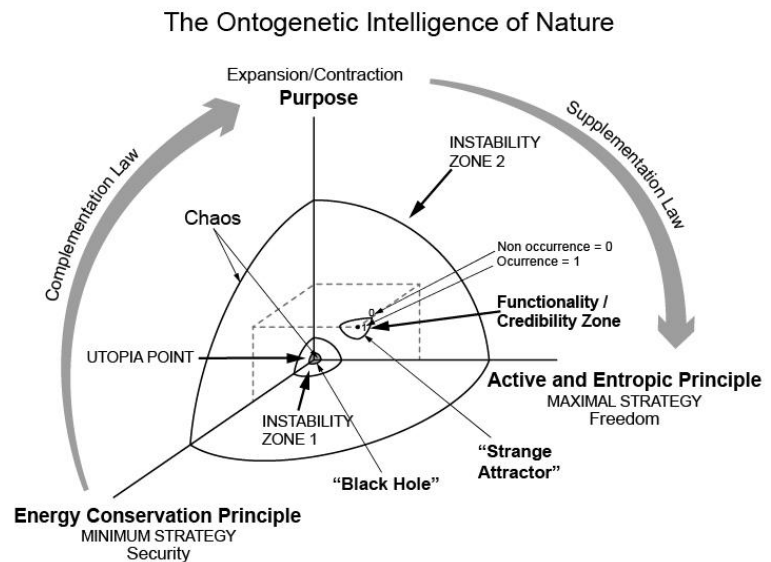 The Ontogenetic Intelligence of Nature
Expansion/Contraction
Purpose
Complementation Law
Supplementation Law
INSTABILITY
ZONE 2
Chaos
Non occurrence = 0
Ocurrence = 1
0
1
Functionality /
Credibility Zone
UTOPIA POINT
Active and Entropic Principle
MAXIMAL STRATEGY
Freedom
INSTABILITY
ZONE 1
"Strange
Attractor"
"Black Hole"
Energy Conservation Principle
MINIMUM STRATEGY
Security